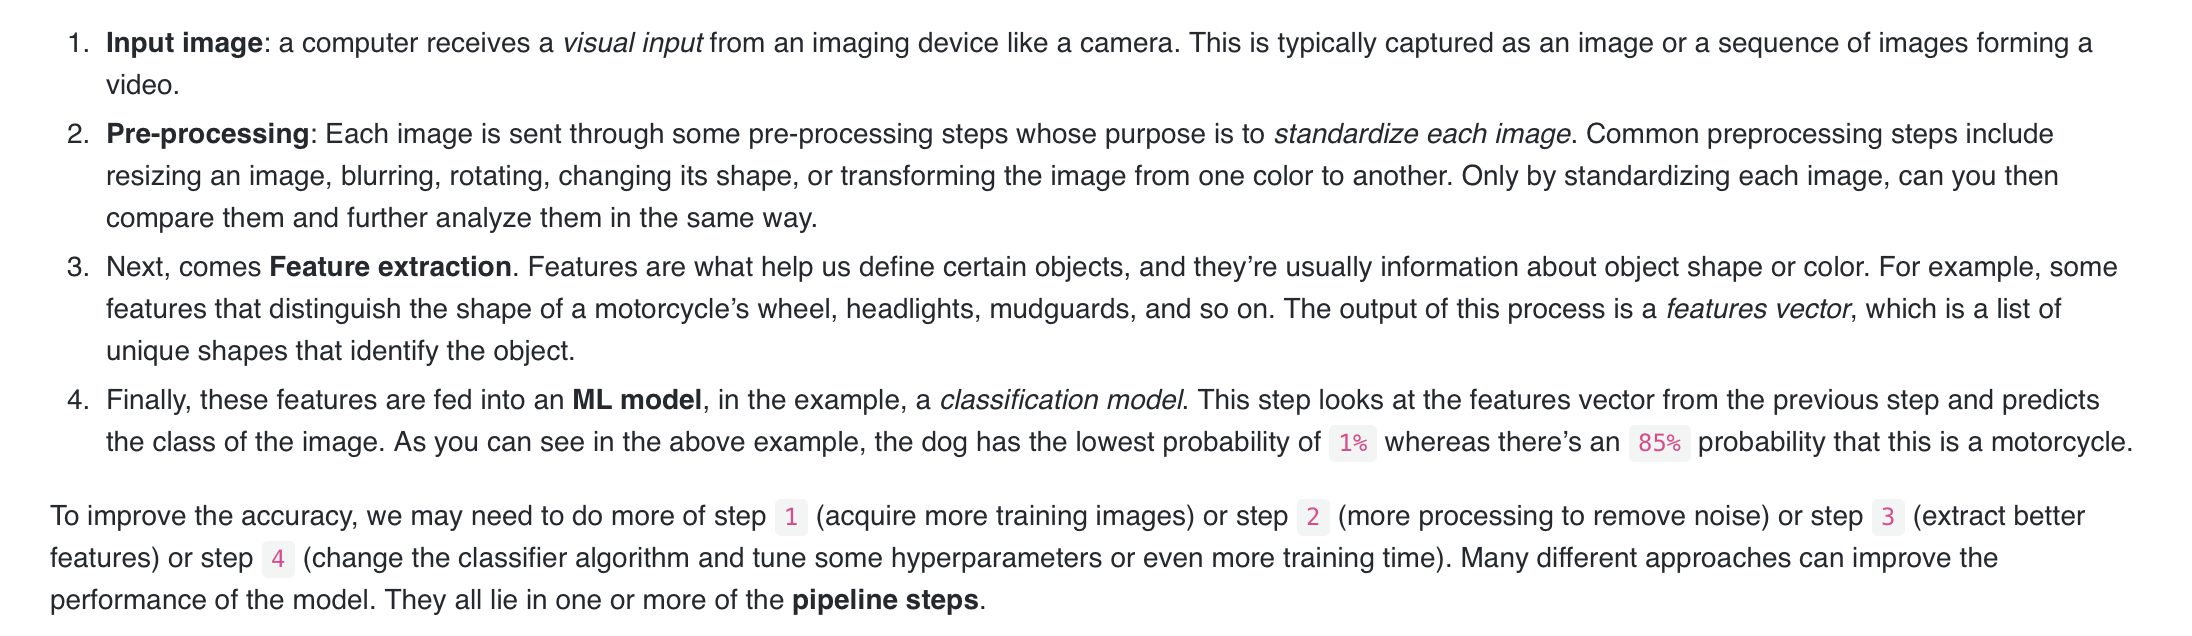 1. Input image: a computer receives a visual input from an imaging device like a camera. This is typically captured as an image or a sequence of images forming a
video.
2. Pre-processing: Each image is sent through some pre-processing steps whose purpose is to standardize each image. Common preprocessing steps include
resizing an image, blurring, rotating, changing its shape, or transforming the image from one color to another. Only by standardizing each image, can you then
compare them and further analyze them in the same way.
3. Next, comes Feature extraction. Features are what help us define certain objects, and they’re usually information about object shape or color. For example, some
features that distinguish the shape of a motorcycle’s wheel, headlights, mudguards, and so on. The output of this process is a features vector, which is a list of
unique shapes that identify the object.
4. Finally, these features are fed into an ML model, in the example, a classification model. This step looks at the features vector from the previous step and predicts
the class of the image. As you can see in the above example, the dog has the lowest probability of 1% whereas there’s an 85% probability that this is a motorcycle.
To improve the accuracy, we may need to do more of step 1 (acquire more training images) or step 2 (more processing to remove noise) or step 3 (extract better
features) or step 4 (change the classifier algorithm and tune some hyperparameters or even more training time). Many different approaches can improve the
performance of the model. They all lie in one or more of the pipeline steps.